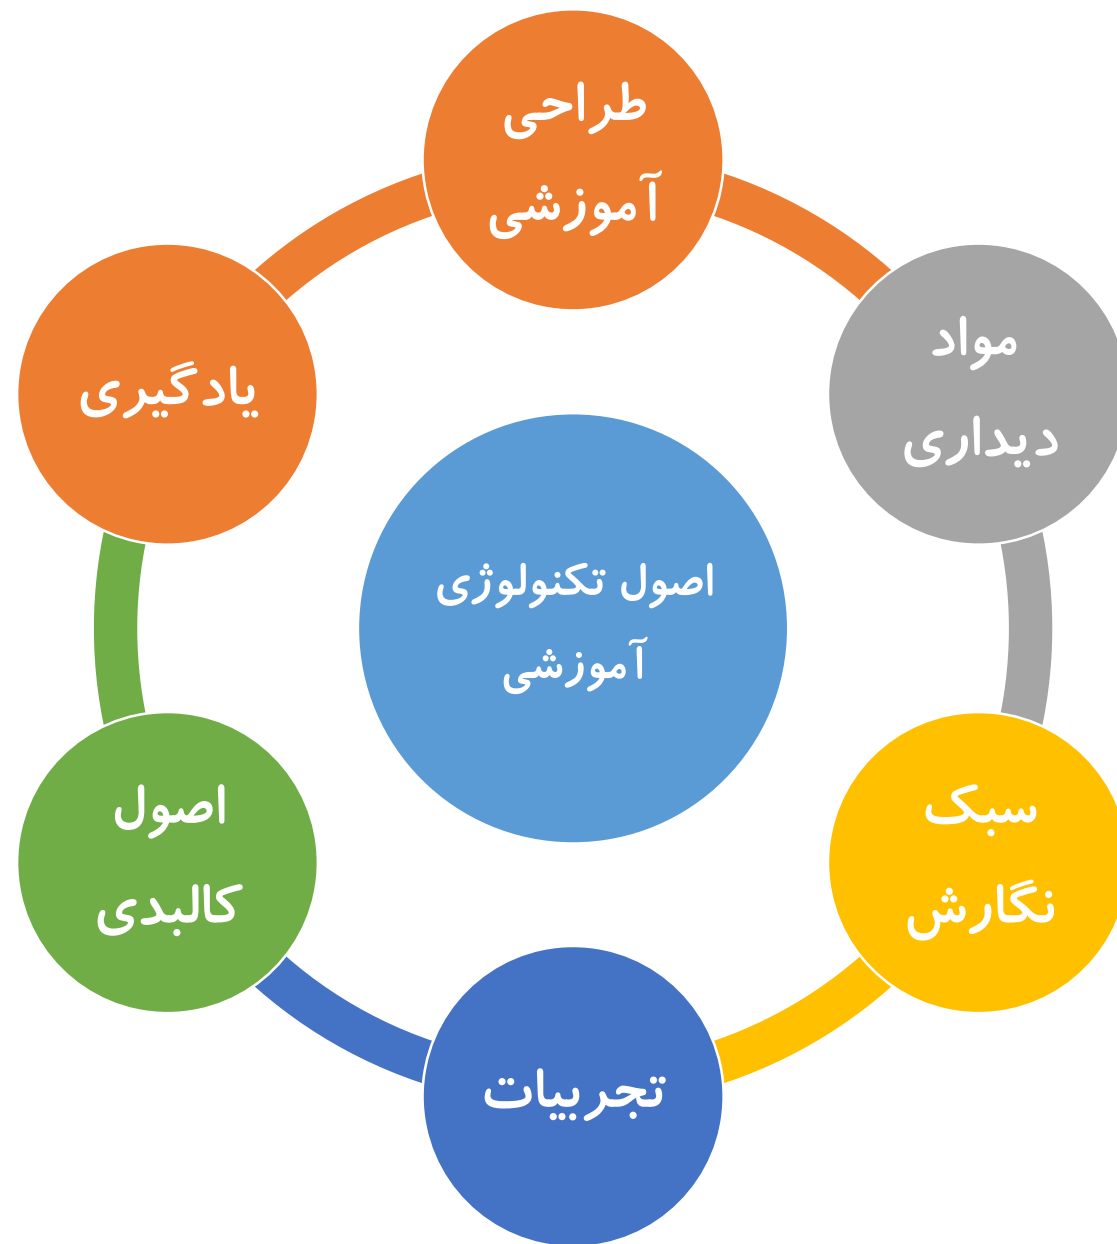 طراحی
آموزشی
مواد
دیداری
سبک
نگارش
تجربیات
اصول
کالبدی
یادگیری
اصول تکنولوژی
آموزشی